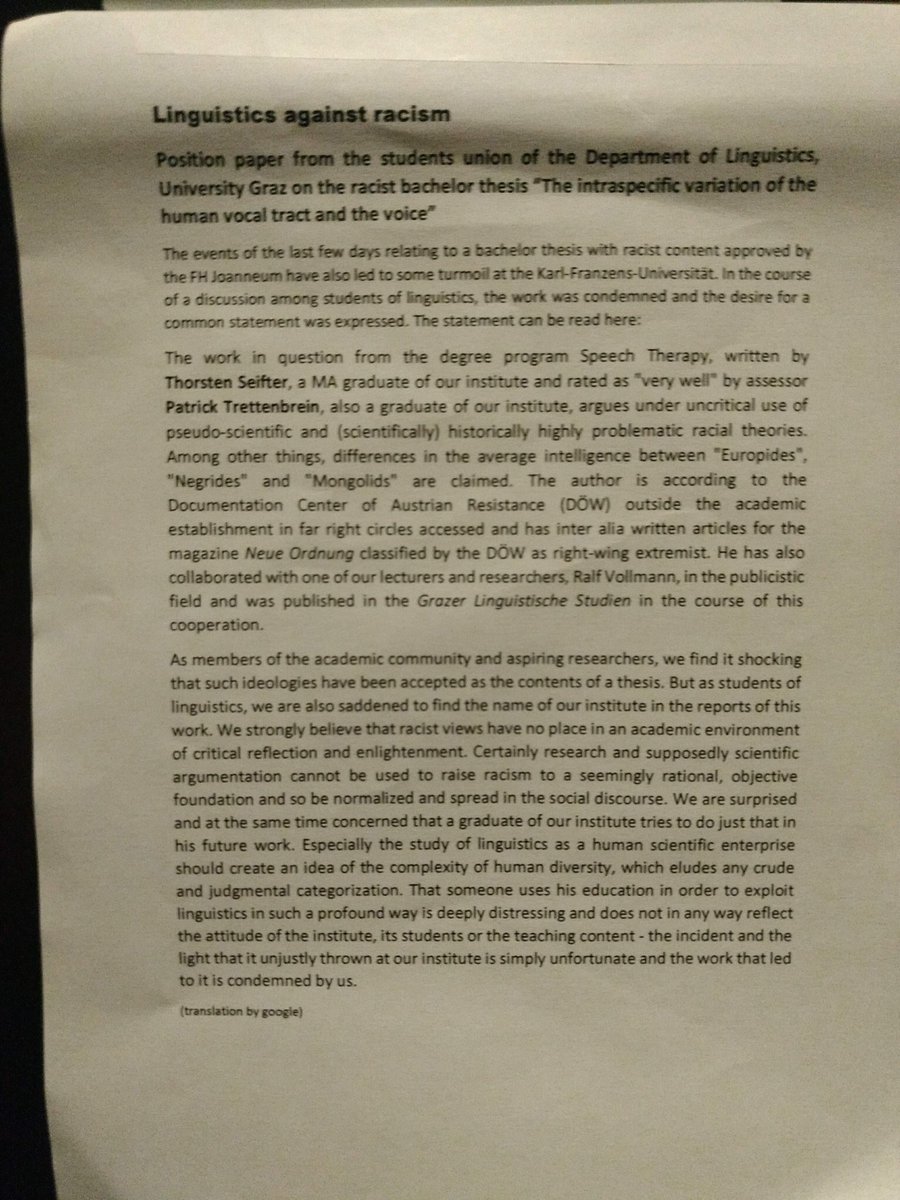 Linguistics against racism
Position paper from the students union of the Department of Linguistics,
University Graz on the racist bachelor thesis "The intraspecific variation of the
human vocal tract and the voice"
The events of the last few days relating to a bachelor thesis with racist content approved by
the FH Joanneum have also led to some turmoil at the Karl-Franzens-Universität. In the course
of a discussion among students of linguistics, the work was condemned and the desire for a
common statement was expressed. The statement can be read here:
The work in question from the degree program Speech Therapy, written by
Thorsten Seifter, a MA graduate of our institute and rated as "very well" by assessor
Patrick Trettenbrein, also a graduate of our institute, argues under uncritical use of
pseudo-scientific and (scientifically) historically highly problematic racial theories.
Among other things, differences in the average intelligence between "Europides",
"Negrides" and "Mongolids" are claimed. The author is according to the
Documentation Center of Austrian Resistance (DÖW) outside the academic
establishment in far right circles accessed and has inter alia written articles for the
magazine Neue Ordnung classified by the DÖW as right-wing extremist. He has also
collaborated with one of our lecturers and researchers, Ralf Vollmann, in the publicistic
field and was published in the Grazer Linguistische Studien in the course of this
cooperation.
As members of the academic community and aspiring researchers, we find it shocking
that such ideologies have been accepted as the contents of a thesis. But as students of
linguistics, we are also saddened to find the name of our institute in the reports of this
work. We strongly believe that racist views have no place in an academic environment
of critical reflection and enlightenment. Certainly research and supposedly scientific
argumentation cannot be used to raise racism to a seemingly rational, objective
foundation and so be normalized and spread in the social discourse. We are surprised
and at the same time concerned that a graduate of our institute tries to do just that in
his future work. Especially the study of linguistics as a human scientific enterprise
should create an idea of the complexity of human diversity, which eludes any crude
and judgmental categorization. That someone uses his education in order to exploit
linguistics in such a profound way is deeply distressing and does not in any way reflect
the attitude of the institute, its students or the teaching content - the incident and the
light that it unjustly thrown at our institute is simply unfortunate and the work that led
to it is condemned by us.
(translation by google)